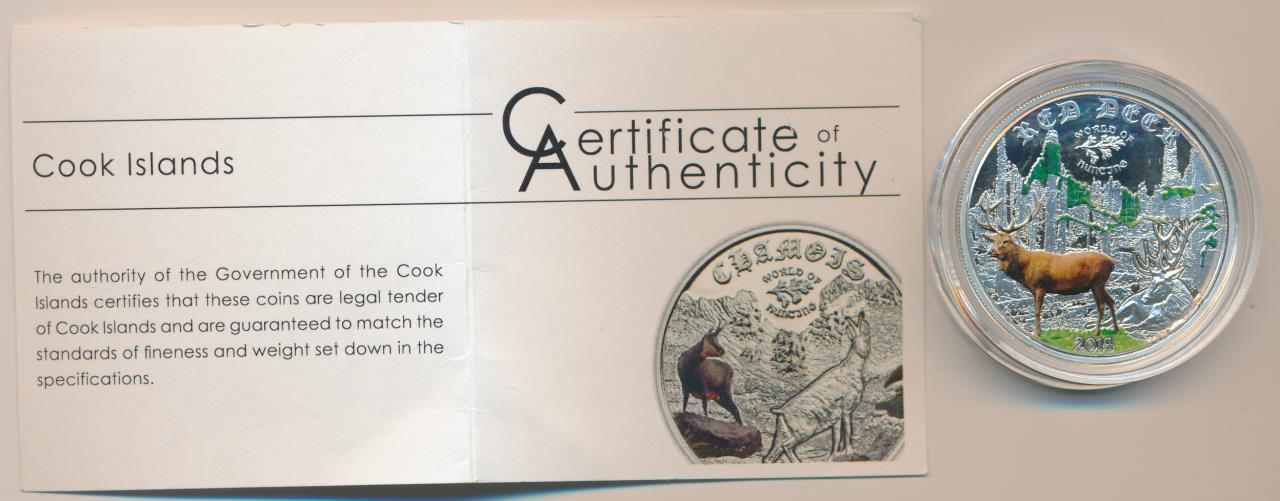 Cook Islands
The authority of the Government of the Cook
Islands certifies that these coins are legal tender
of Cook Islands and are guaranteed to match the
standards of fineness and weight set down in the
specifications.
Certificate of
Authenticity
CHAMOIS
WORLD OF
HUNTING
RED DEER
WORLD OF
HUNTING